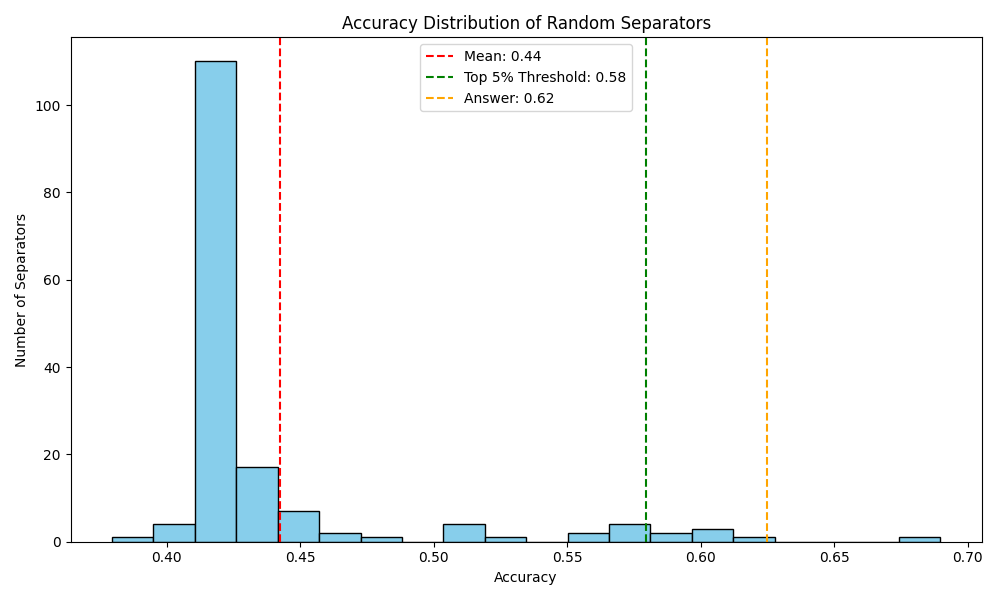 Accuracy Distribution of Random Separators
Mean: 0.44
Top 5% Threshold: 0.58
Answer: 0.62
Number of Separators
100
80
60
40
20
0
0.40 0.45 0.50 0.55 0.60 0.65 0.70
Accuracy